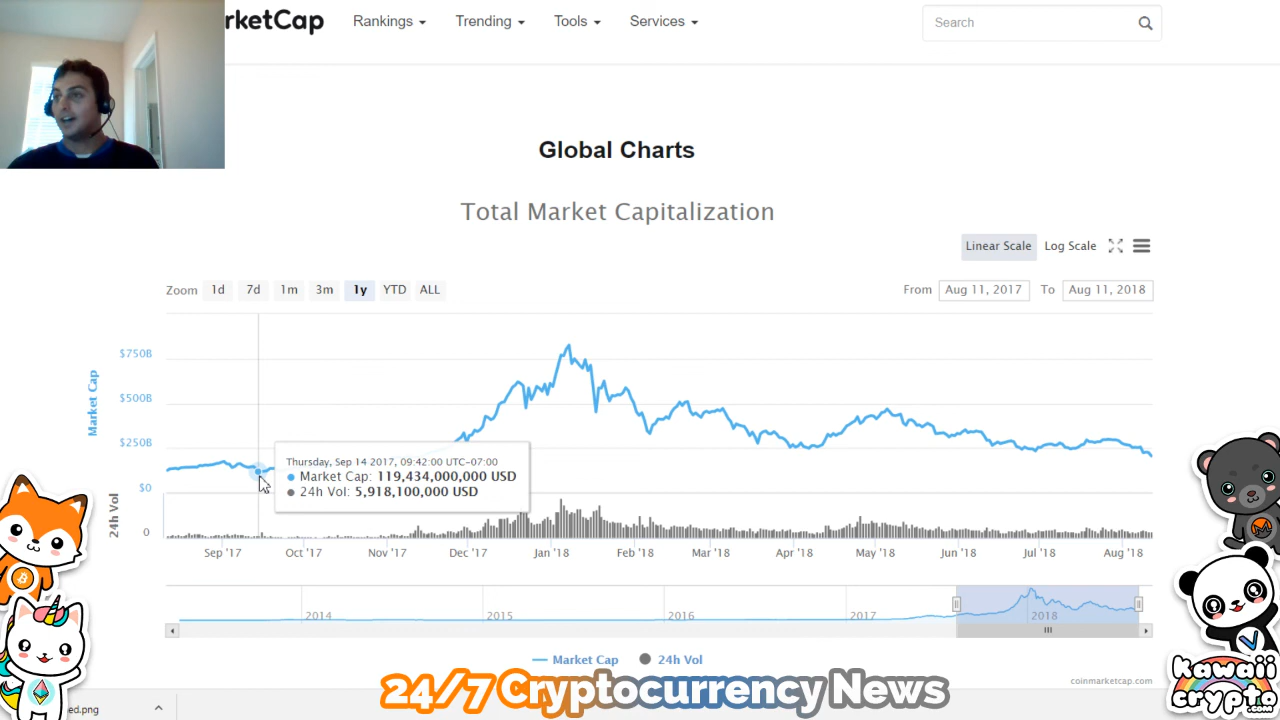 rketCap
Rankings
Trending
Tools
Services
Search
Global Charts
Total Market Capitalization
Linear Scale
Log Scale
Zoom 1d 7d 1m 3m 1y YTD ALL
From Aug 11, 2017 To Aug 11, 2018
$750B
$500B
$250B
$0
Market Cap
Thursday, Sep 14 2017, 09:42:00 UTC-07:00
Market Cap: 119,434,000,000 USD
24h Vol: 5,918,100,000 USD
24h Vol
0
Sep '17 Oct '17 Nov '17 Dec '17 Jan '18 Feb '18 Mar '18 Apr '18 May '18 Jun '18 Jul '18 Aug '18
2014 2015 2016 2017 2018
Market Cap 24h Vol
coinmarketcap.com
24/7 Cryptocurrency News
kawaii
crypto
.com
ed.png